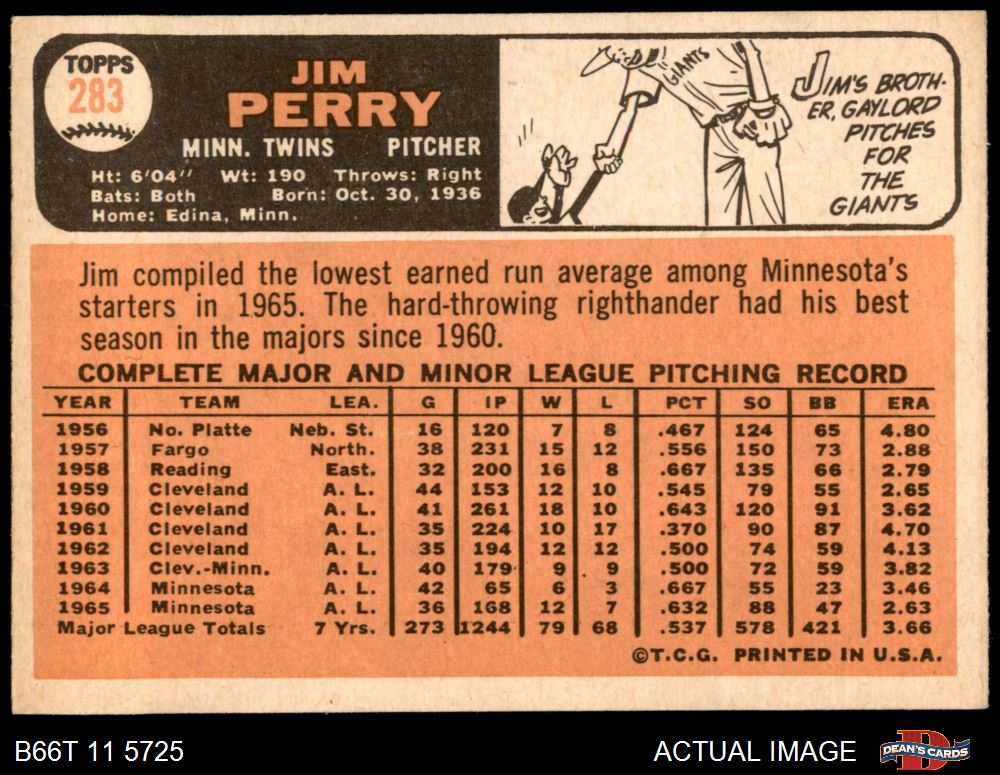 TOPPS
283
JIM
PERRY
MINN. TWINS PITCHER
Ht: 6'04" Wt: 190 Throws: Right
Bats: Both Born: Oct. 30, 1936
Home: Edina, Minn.
GIANTS
JIM'S BROTH-
ER, GAYLORD
PITCHES
FOR
THE
GIANTS
Jim compiled the lowest earned run average among Minnesota's
starters in 1965. The hard-throwing righthander had his best
season in the majors since 1960.
COMPLETE MAJOR AND MINOR LEAGUE PITCHING RECORD
YEAR TEAM LEA. G IP W L PCT SO BB ERA
1956 No. Platte Neb. St. 16 120 7 8 .467 124 65 4.80
1957 Fargo North. 38 231 15 12 .556 150 73 2.88
1958 Reading East. 32 200 16 8 .667 135 66 2.79
1959 Cleveland A. L. 44 153 12 10 .545 79 55 2.65
1960 Cleveland A. L. 41 261 18 10 .643 120 91 3.62
1961 Cleveland A. L. 35 224 10 17 .370 90 87 4.70
1962 Cleveland A. L. 35 194 12 12 .500 74 59 4.13
1963 Clev.-Minn. A. L. 40 179 9 9 .500 72 59 3.82
1964 Minnesota A. L. 42 65 6 3 .667 55 23 3.46
1965 Minnesota A. L. 36 168 12 7 .632 88 47 2.63
Major League Totals 7 Yrs. 273 1244 79 68 .537 578 421 3.66
©T.C.G. PRINTED IN U.S.A.
B66T 11 5725 ACTUAL IMAGE DEAN'S CARDS